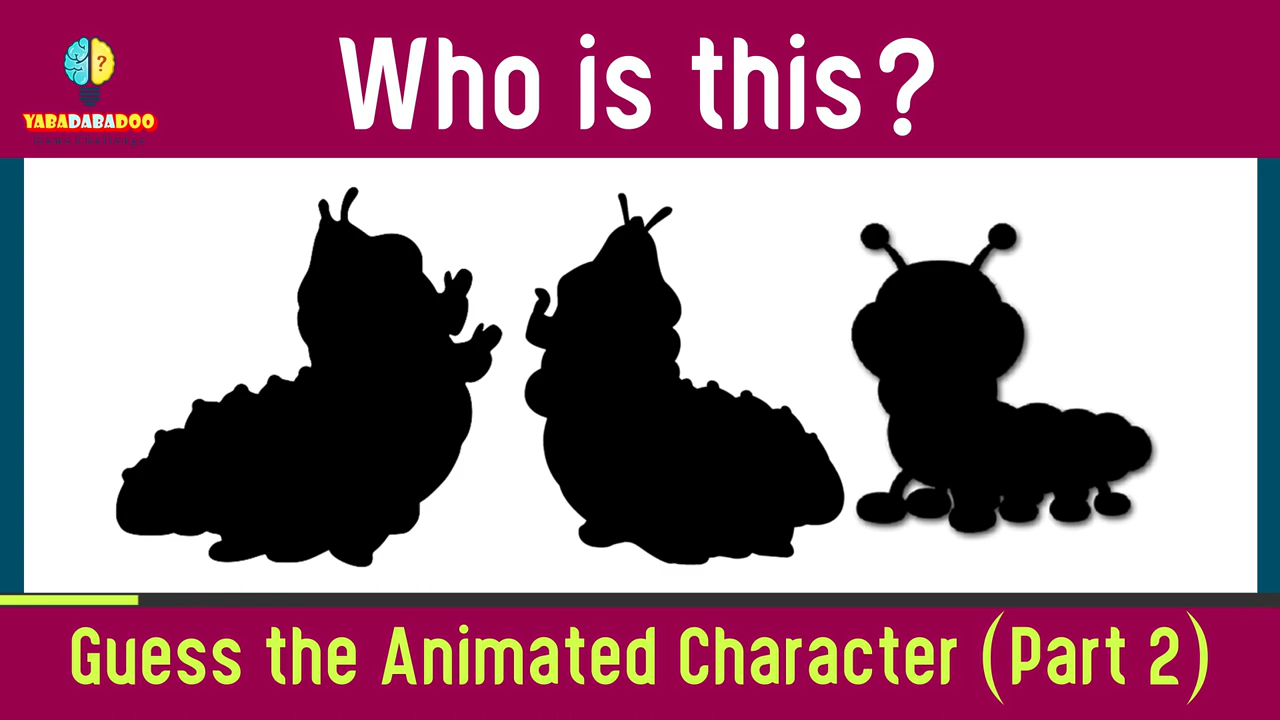 Who is this?
?
YABADABADOO
Guess the Animated Character (Part 2)